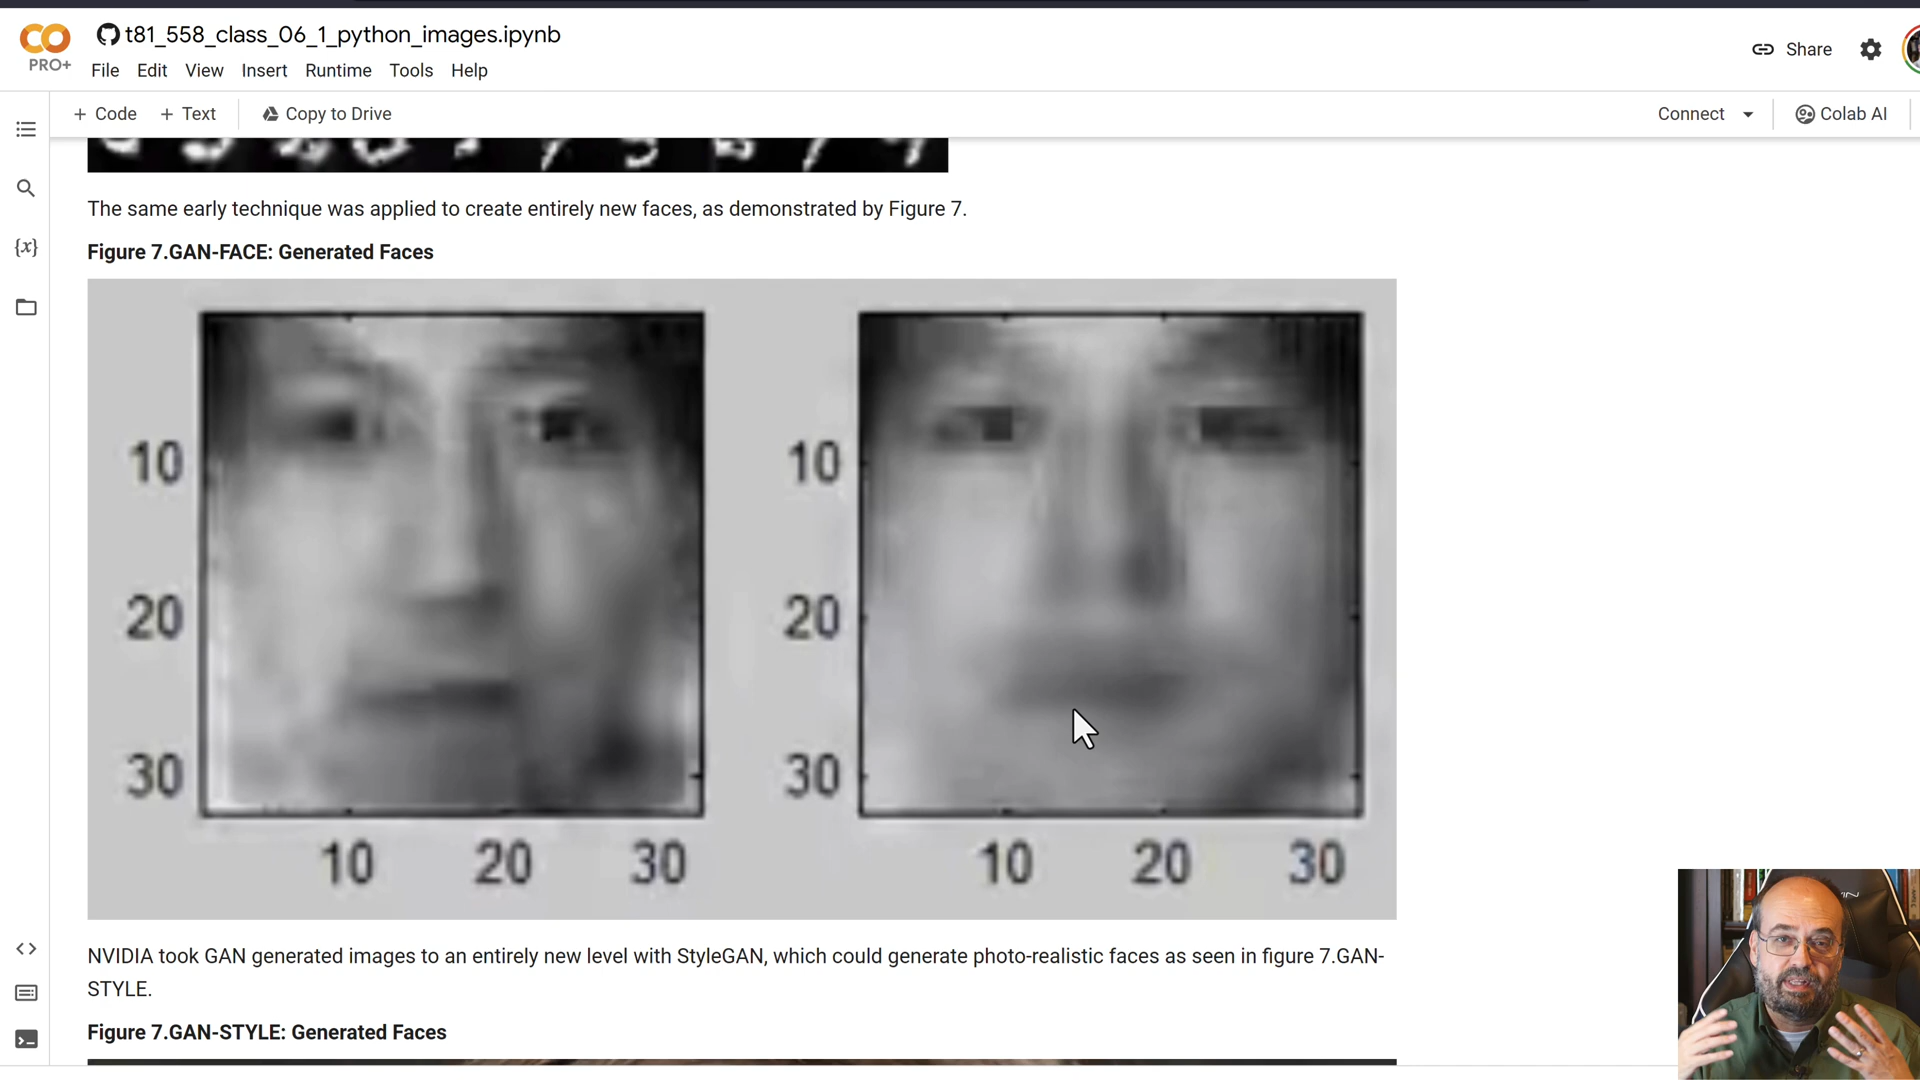 t81_558_class_06_1_python_images.ipynb
PRO+
File Edit View Insert Runtime Tools Help
Share
+ Code + Text Copy to Drive
Connect
Colab AI
{x}
The same early technique was applied to create entirely new faces, as demonstrated by Figure 7.
Figure 7.GAN-FACE: Generated Faces
10 10
20 20
30 30
10 20 30 10 20 30
NVIDIA took GAN generated images to an entirely new level with StyleGAN, which could generate photo-realistic faces as seen in figure 7.GAN-
STYLE.
Figure 7.GAN-STYLE: Generated Faces